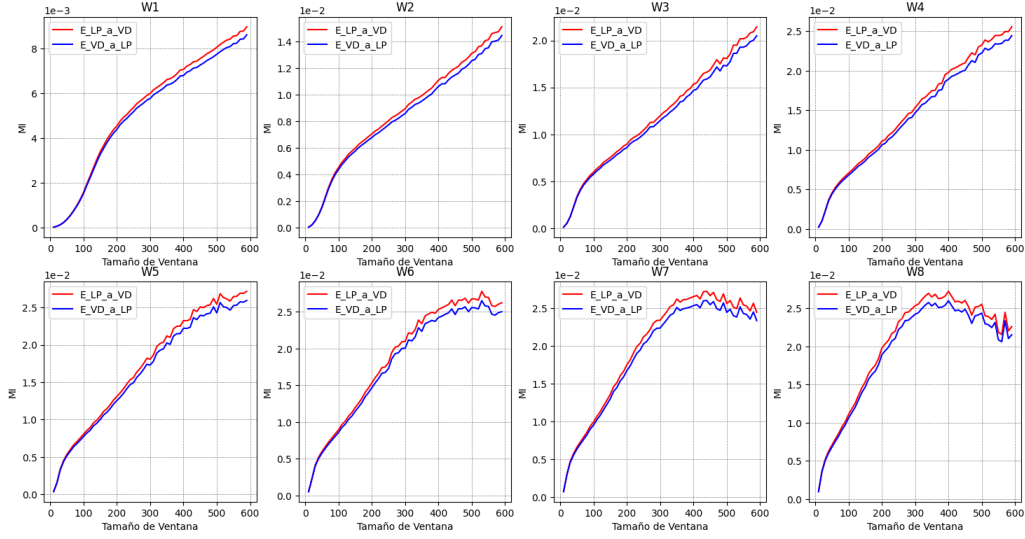 W1
1e−3
E_LP_a_VD
E_VD_a_LP
MI
8
6
4
2
0
0 100 200 300 400 500 600
Tamaño de Ventana
W2
1e−2
E_LP_a_VD
E_VD_a_LP
MI
1.4
1.2
1.0
0.8
0.6
0.4
0.2
0.0
0 100 200 300 400 500 600
Tamaño de Ventana
W3
1e−2
E_LP_a_VD
E_VD_a_LP
MI
2.0
1.5
1.0
0.5
0.0
0 100 200 300 400 500 600
Tamaño de Ventana
W4
1e−2
E_LP_a_VD
E_VD_a_LP
MI
2.5
2.0
1.5
1.0
0.5
0.0
0 100 200 300 400 500 600
Tamaño de Ventana
W5
1e−2
E_LP_a_VD
E_VD_a_LP
MI
2.5
2.0
1.5
1.0
0.5
0.0
0 100 200 300 400 500 600
Tamaño de Ventana
W6
1e−2
E_LP_a_VD
E_VD_a_LP
MI
2.5
2.0
1.5
1.0
0.5
0.0
0 100 200 300 400 500 600
Tamaño de Ventana
W7
1e−2
E_LP_a_VD
E_VD_a_LP
MI
2.5
2.0
1.5
1.0
0.5
0.0
0 100 200 300 400 500 600
Tamaño de Ventana
W8
1e−2
E_LP_a_VD
E_VD_a_LP
MI
2.5
2.0
1.5
1.0
0.5
0.0
0 100 200 300 400 500 600
Tamaño de Ventana